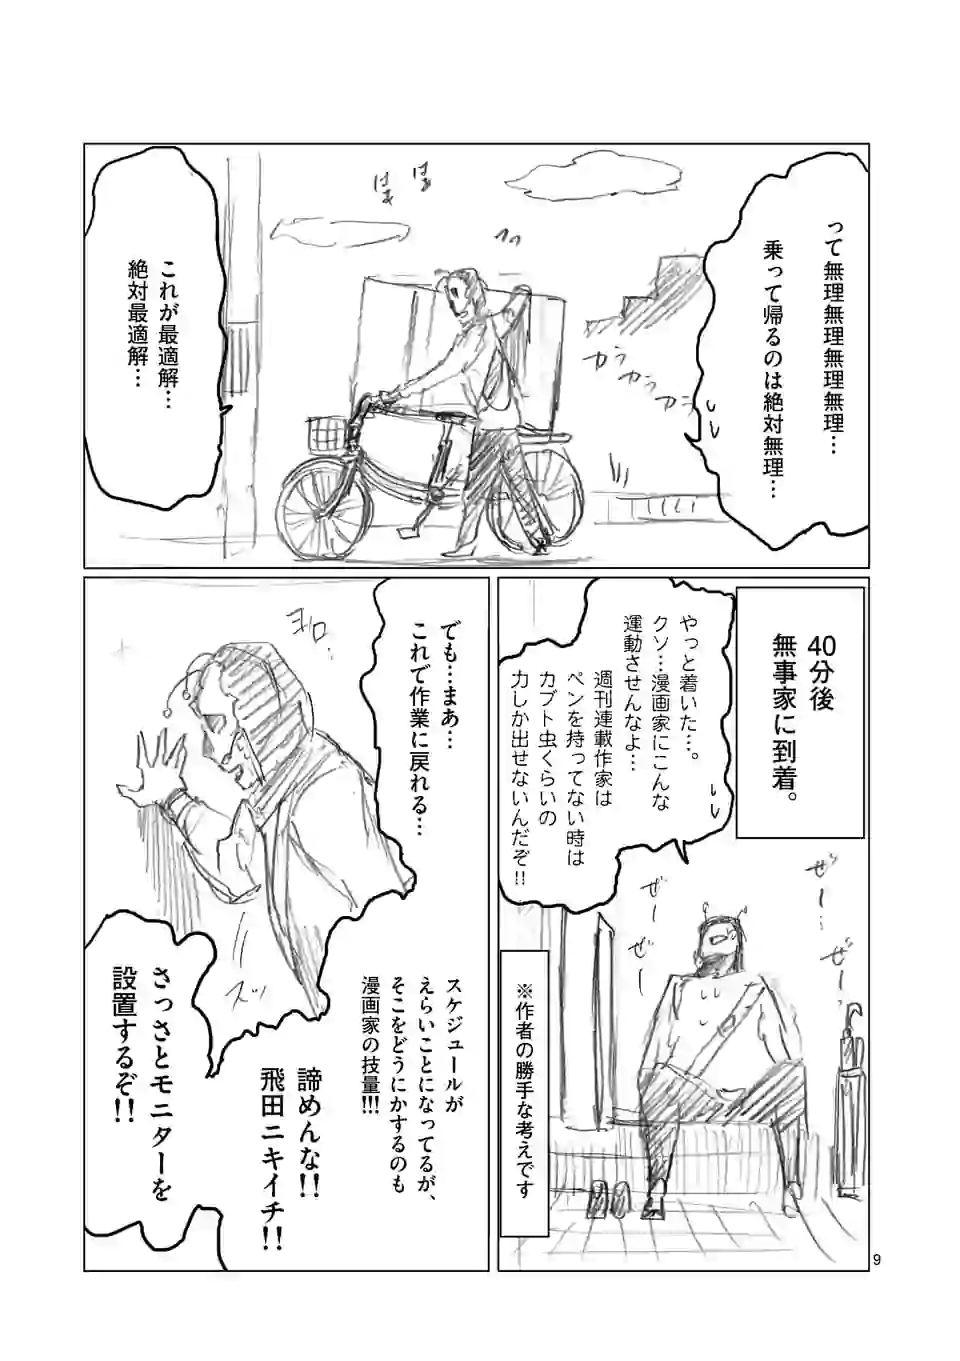 って無理無理無理無理…
乗って帰るのは絶対無理…
カラ
カラ
カラ
はぁ
はぁ
これが最適解…
絶対最適解…
40分後
無事家に到着。
やっと着いた…。
クソ…漫画家にこんな
運動させんなよ…
週刊連載作家は
ペンを持ってない時は
カブト虫くらいの
力しか出せないんだぞ!!
ぜー…
ぜー
ぜー
ぜー
※作者の勝手な考えです
でも…まあ…
これで作業に戻れる…
ヨロ
スケジュールが
えらいことになってるが、
そこをどうにかするのも
漫画家の技量!!!
ズッ
諦めんな!!
飛田ニキイチ!!
さっさとモニターを
設置するぞ!!
9